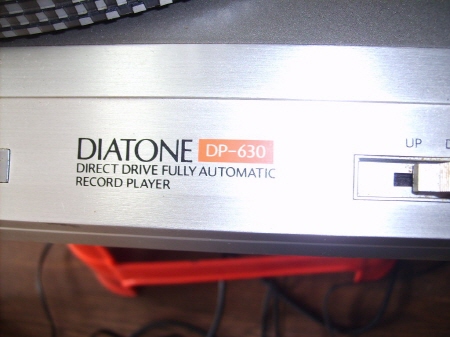 DIATONE DP-630
DIRECT DRIVE FULLY AUTOMATIC
RECORD PLAYER
UP